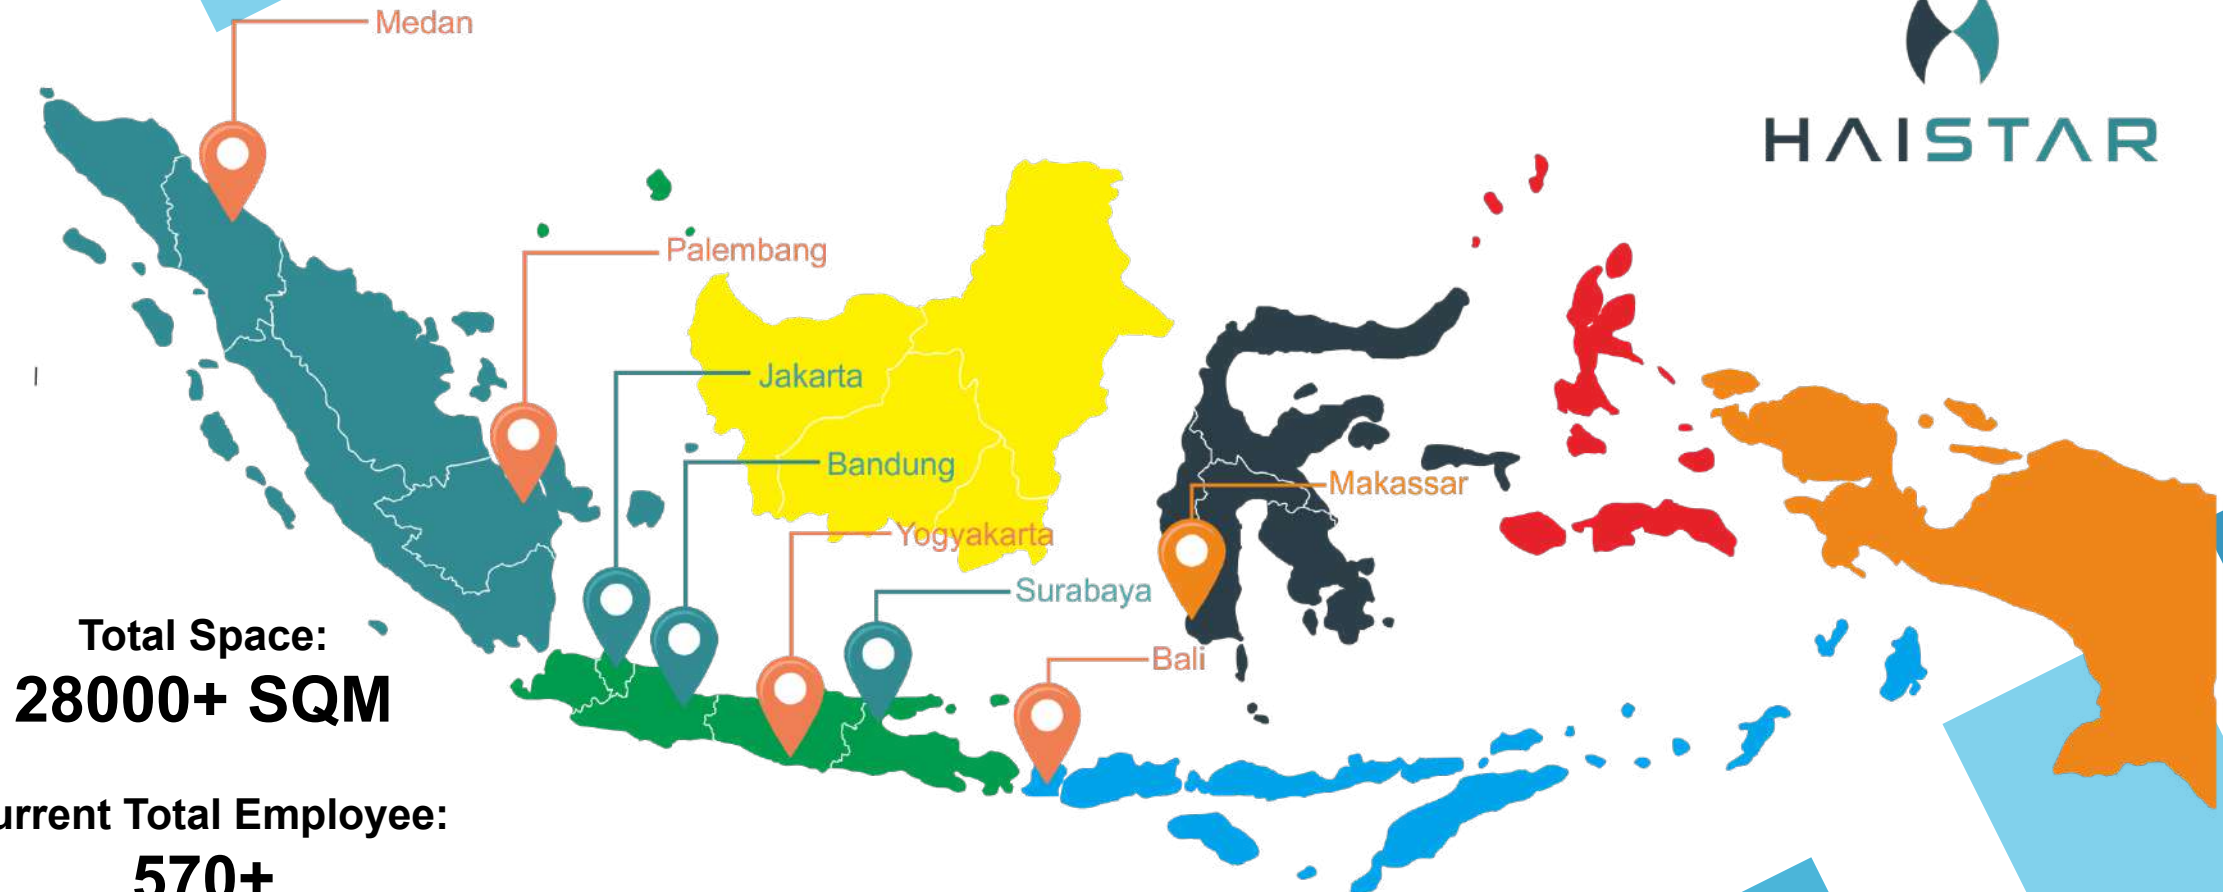 Medan
HAISTAR
Palembang
Jakarta
Bandung
Makassar
Yogyakarta
Surabaya
Bali
Total Space:
28000+ SQM
urrent Total Employee:
570+